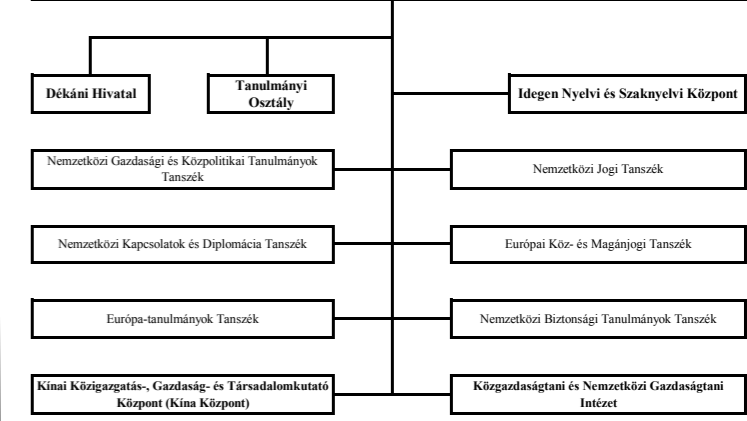 Dékáni Hivatal
Tanulmányi
Osztály
Idegen Nyelvi és Szaknyelvi Központ
Nemzetközi Gazdasági és Közpolitikai Tanulmányok
Tanszék
Nemzetközi Jogi Tanszék
Nemzetközi Kapcsolatok és Diplomácia Tanszék
Európai Köz- és Magánjogi Tanszék
Európa-tanulmányok Tanszék
Nemzetközi Biztonsági Tanulmányok Tanszék
Kínai Közigazgatás-, Gazdaság- és Társadalomkutató
Központ (Kína Központ)
Közgazdaságtani és Nemzetközi Gazdaságtani
Intézet